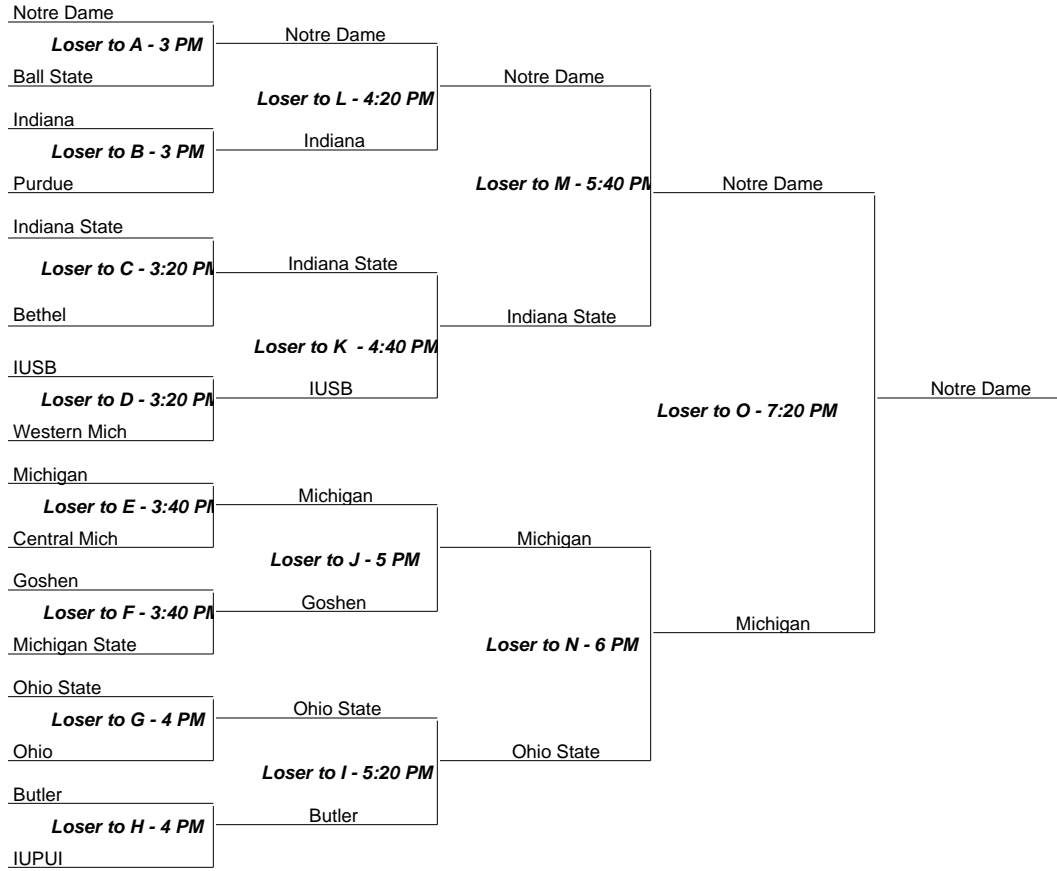 Notre Dame
Loser to A - 3 PM
Notre Dame
Ball State
Notre Dame
Loser to L - 4:20 PM
Indiana
Loser to B - 3 PM
Indiana
Purdue
Loser to M - 5:40 PM
Notre Dame
Indiana State
Loser to C - 3:20 PM
Indiana State
Bethel
Indiana State
Loser to K - 4:40 PM
IUSB
Loser to D - 3:20 PM
IUSB
Western Mich
Loser to O - 7:20 PM
Notre Dame
Michigan
Loser to E - 3:40 PM
Michigan
Central Mich
Michigan
Loser to J - 5 PM
Goshen
Loser to F - 3:40 PM
Goshen
Michigan State
Loser to N - 6 PM
Michigan
Ohio State
Loser to G - 4 PM
Ohio State
Ohio
Ohio State
Loser to I - 5:20 PM
Butler
Loser to H - 4 PM
Butler
IUPUI